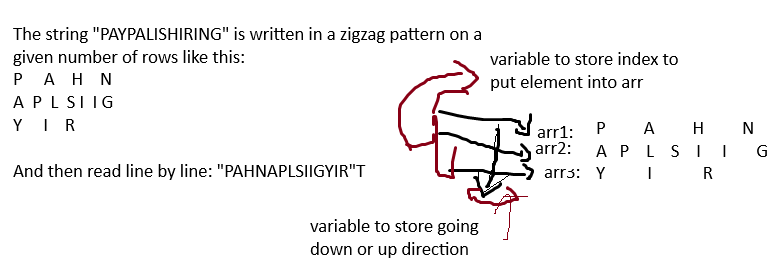 The string "PAYPALISHIRING" is written in a zigzag pattern on a
given number of rows like this:
P A H N
A P L S I I G
Y I R
And then read line by line: "PAHNAPLSIIGYIR"T
variable to store index to
put element into arr
arr1: P A H N
arr2: A P L S I I G
arr3: Y I R
variable to store going
down or up direction